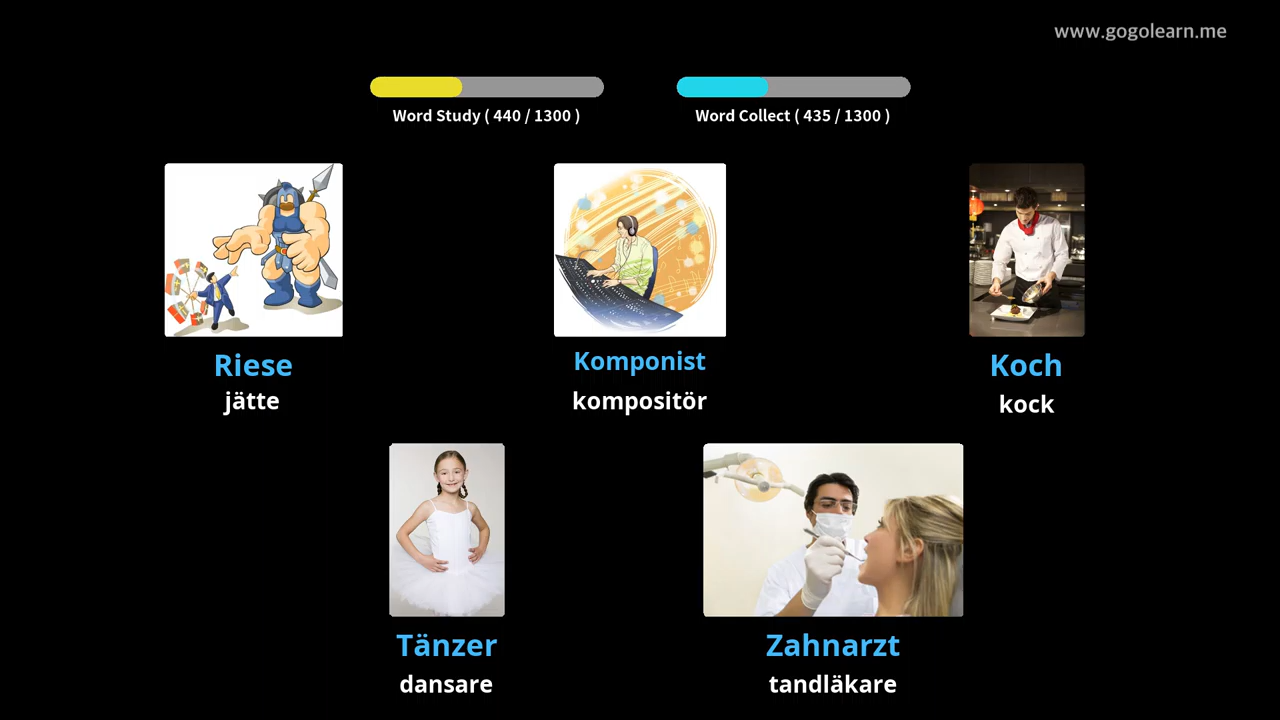 www.gogolearn.me
Word Study ( 440 / 1300 )
Word Collect ( 435 / 1300 )
Riese
jätte
Komponist
kompositör
Koch
kock
Tänzer
dansare
Zahnarzt
tandläkare